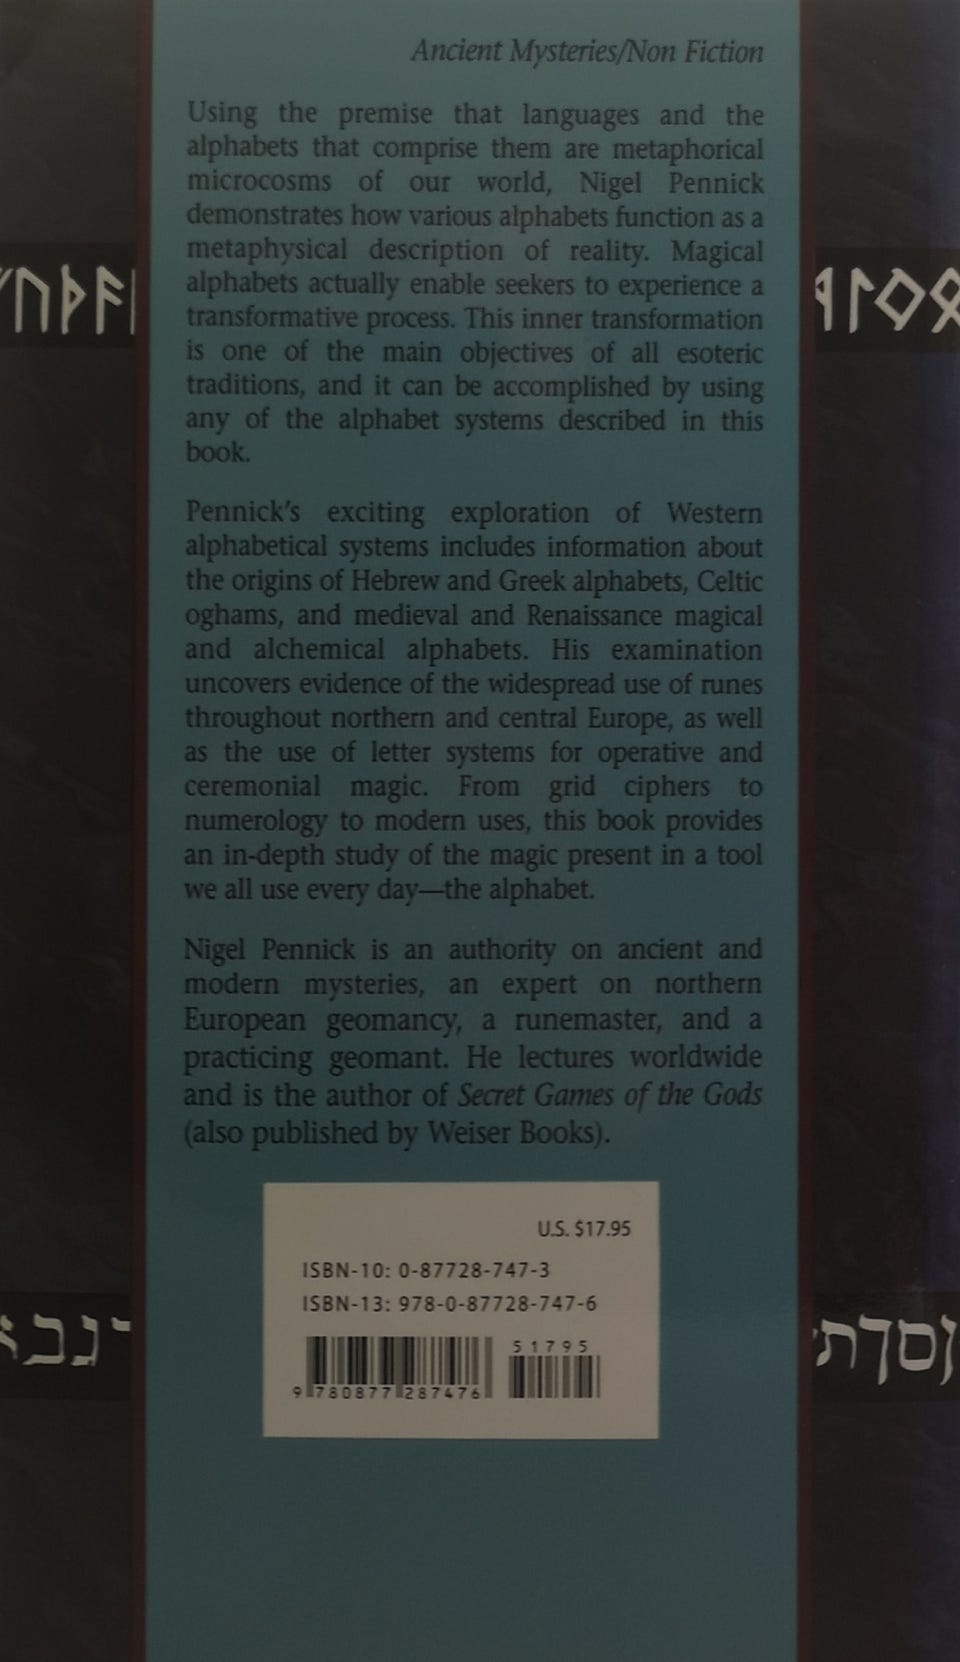 Ancient Mysteries/Non Fiction
Using the premise that languages and the
alphabets that comprise them are metaphorical
microcosms of our world, Nigel Pennick
demonstrates how various alphabets function as a
metaphysical description of reality. Magical
alphabets actually enable seekers to experience a
transformative process. This inner transformation
is one of the main objectives of all esoteric
traditions, and it can be accomplished by using
any of the alphabet systems described in this
book.
Pennick's exciting exploration of Western
alphabetical systems includes information about
the origins of Hebrew and Greek alphabets, Celtic
oghams, and medieval and Renaissance magical
and alchemical alphabets. His examination
uncovers evidence of the widespread use of runes
throughout northern and central Europe, as well
as the use of letter systems for operative and
ceremonial magic. From grid ciphers to
numerology to modern uses, this book provides
an in-depth study of the magic present in a tool
we all use every day—the alphabet.
Nigel Pennick is an authority on ancient and
modern mysteries, an expert on northern
European geomancy, a runemaster, and a
practicing geomant. He lectures worldwide
and is the author of Secret Games of the Gods
(also published by Weiser Books).
U.S. $17.95
ISBN-10: 0-87728-747-3
ISBN-13: 978-0-87728-747-6
5 1 7 9 5
9 780877 287476